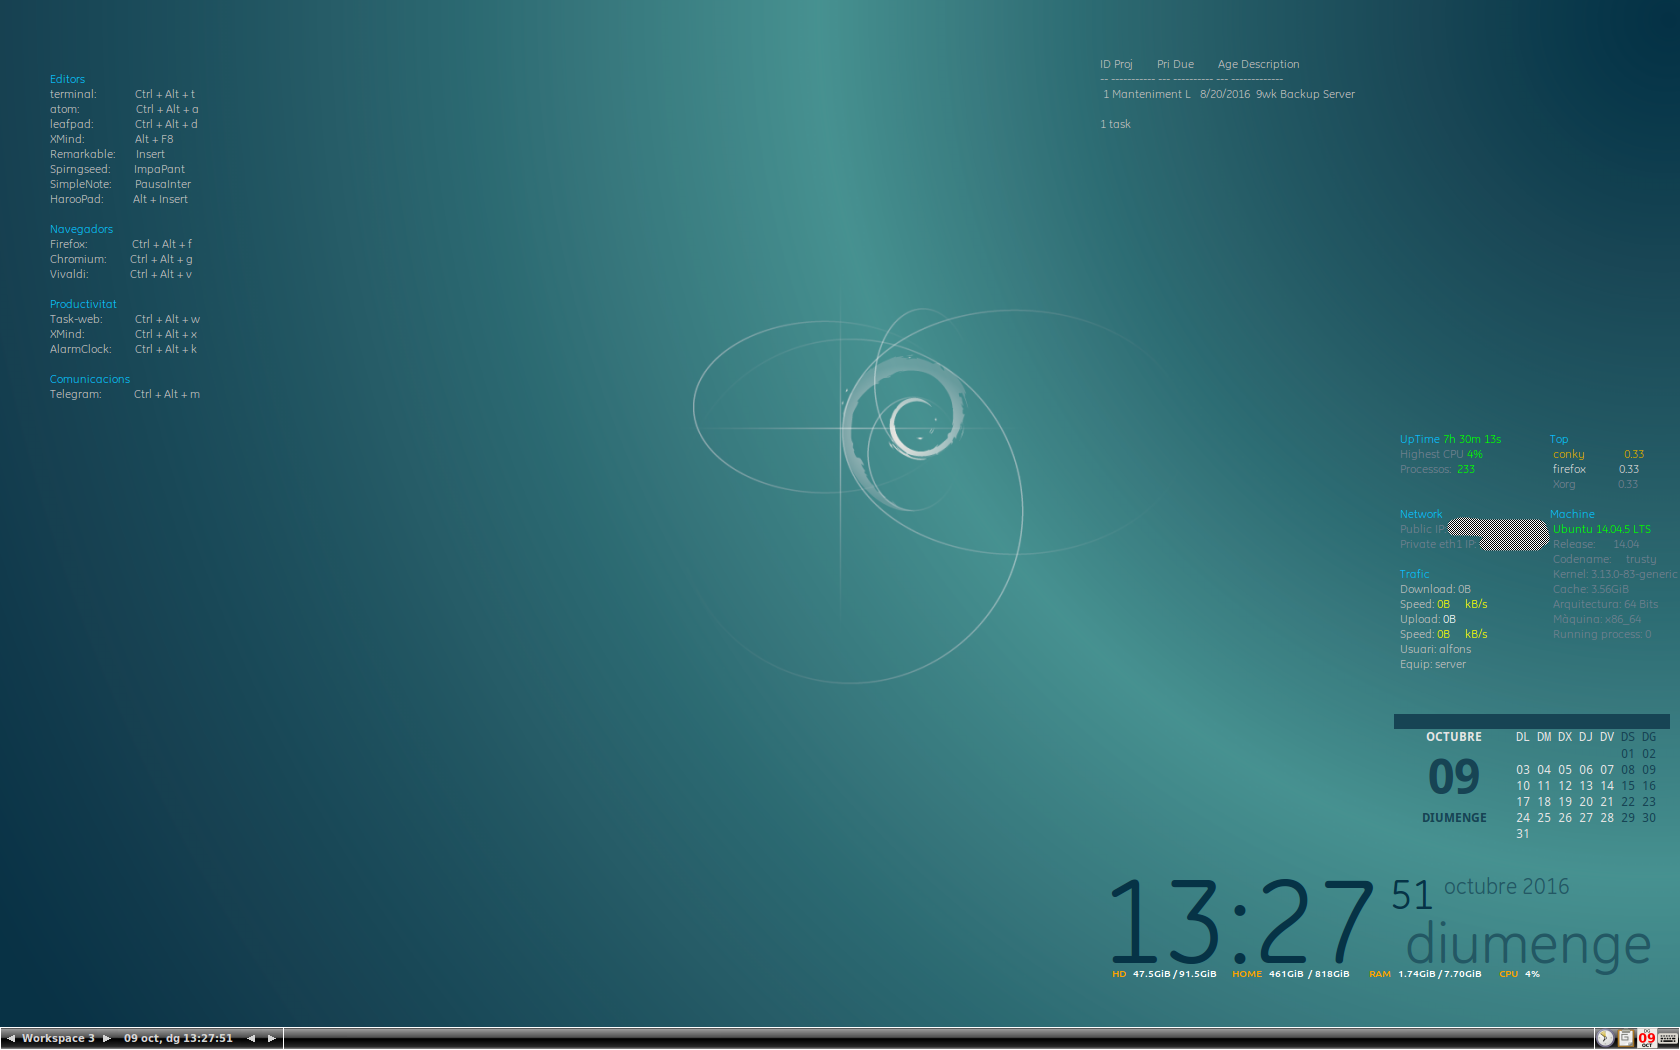 Editors
terminal: Ctrl + Alt + t
atom: Ctrl + Alt + a
leafpad: Ctrl + Alt + d
XMind: Alt + F8
Remarkable: Insert
Spirngseed: ImpaPant
SimpleNote: PausaInter
HarooPad: Alt + Insert
Navegadors
Firefox: Ctrl + Alt + f
Chromium: Ctrl + Alt + g
Vivaldi: Ctrl + Alt + v
Productivitat
Task-web: Ctrl + Alt + w
XMind: Ctrl + Alt + x
AlarmClock: Ctrl + Alt + k
Comunicacions
Telegram: Ctrl + Alt + m
ID Proj Pri Due Age Description
-- ----------- --- ---------- --- -------------
1 Manteniment L 8/20/2016 9wk Backup Server
1 task
UpTime 7h 30m 13s
Highest CPU 4%
Processos: 233
Top
conky 0.33
firefox 0.33
Xorg 0.33
Network
Public IP
Private eth1 IP
Machine
Ubuntu 14.04.5 LTS
Release: 14.04
Codename: trusty
Kernel: 3.13.0-83-generic
Cache: 3.56GiB
Arquitectura: 64 Bits
Màquina: x86_64
Running process: 0
Trafic
Download: 0B
Speed: 0B kB/s
Upload: 0B
Speed: 0B kB/s
Usuari: alfons
Equip: server
OCTUBRE
09
DIUMENGE
DL DM DX DJ DV DS DG
01 02
03 04 05 06 07 08 09
10 11 12 13 14 15 16
17 18 19 20 21 22 23
24 25 26 27 28 29 30
31
13:27 51 octubre 2016
diumenge
HD 47.5GiB / 91.5GiB HOME 461GiB / 818GiB RAM 1.74GiB / 7.70GiB CPU 4%
Workspace 3 09 oct, dg 13:27:51
DG
09
OCT